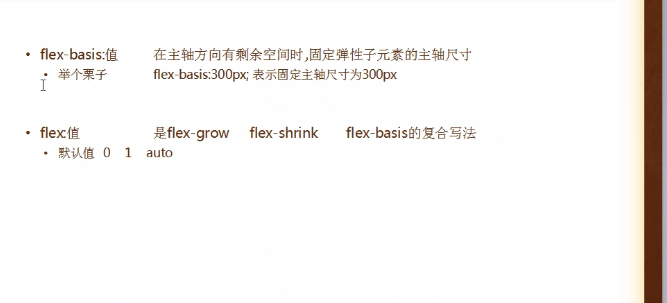 flex-basis:值 在主轴方向有剩余空间时,固定弹性子元素的主轴尺寸
举个栗子 flex-basis:300px; 表示固定主轴尺寸为300px
flex:值 是flex-grow flex-shrink flex-basis的复合写法
默认值 0 1 auto